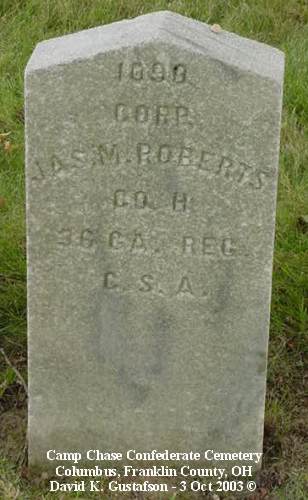 1090
CORP.
JAS. M. ROBERTS
CO. H
36 GA. REG.
C. S. A.
Camp Chase Confederate Cemetery
Columbus, Franklin County, OH
David K. Gustafson - 3 Oct 2003 ©